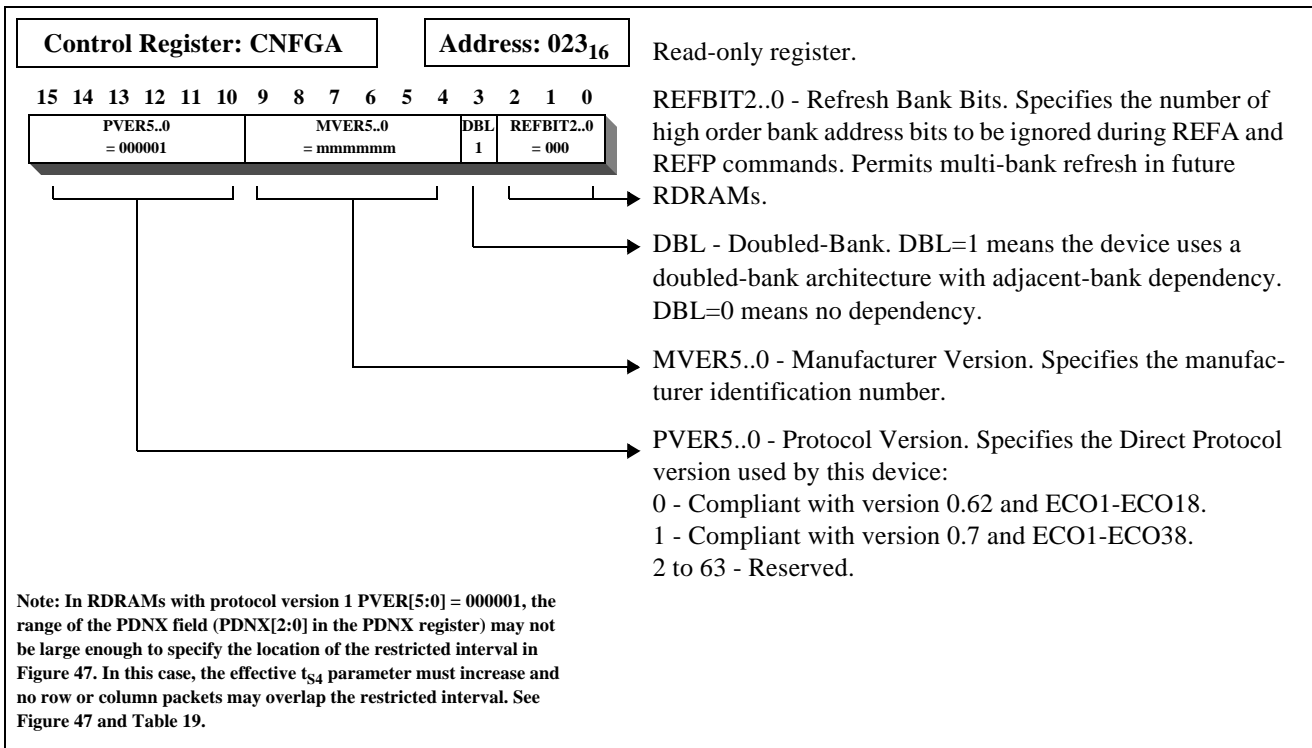 Control Register: CNFGA
Address: 023₁₆
15 14 13 12 11 10 9 8 7 6 5 4 3 2 1 0
PVER5..0
= 000001
MVER5..0
= mmmmmm
DBL
1
REFBIT2..0
= 000
Read-only register.
REFBIT2..0 - Refresh Bank Bits. Specifies the number of
high order bank address bits to be ignored during REFA and
REFP commands. Permits multi-bank refresh in future
RDRAMs.
DBL - Doubled-Bank. DBL=1 means the device uses a
doubled-bank architecture with adjacent-bank dependency.
DBL=0 means no dependency.
MVER5..0 - Manufacturer Version. Specifies the manufac-
turer identification number.
PVER5..0 - Protocol Version. Specifies the Direct Protocol
version used by this device:
0 - Compliant with version 0.62 and ECO1-ECO18.
1 - Compliant with version 0.7 and ECO1-ECO38.
2 to 63 - Reserved.
Note: In RDRAMs with protocol version 1 PVER[5:0] = 000001, the
range of the PDNX field (PDNX[2:0] in the PDNX register) may not
be large enough to specify the location of the restricted interval in
Figure 47. In this case, the effective tS4 parameter must increase and
no row or column packets may overlap the restricted interval. See
Figure 47 and Table 19.